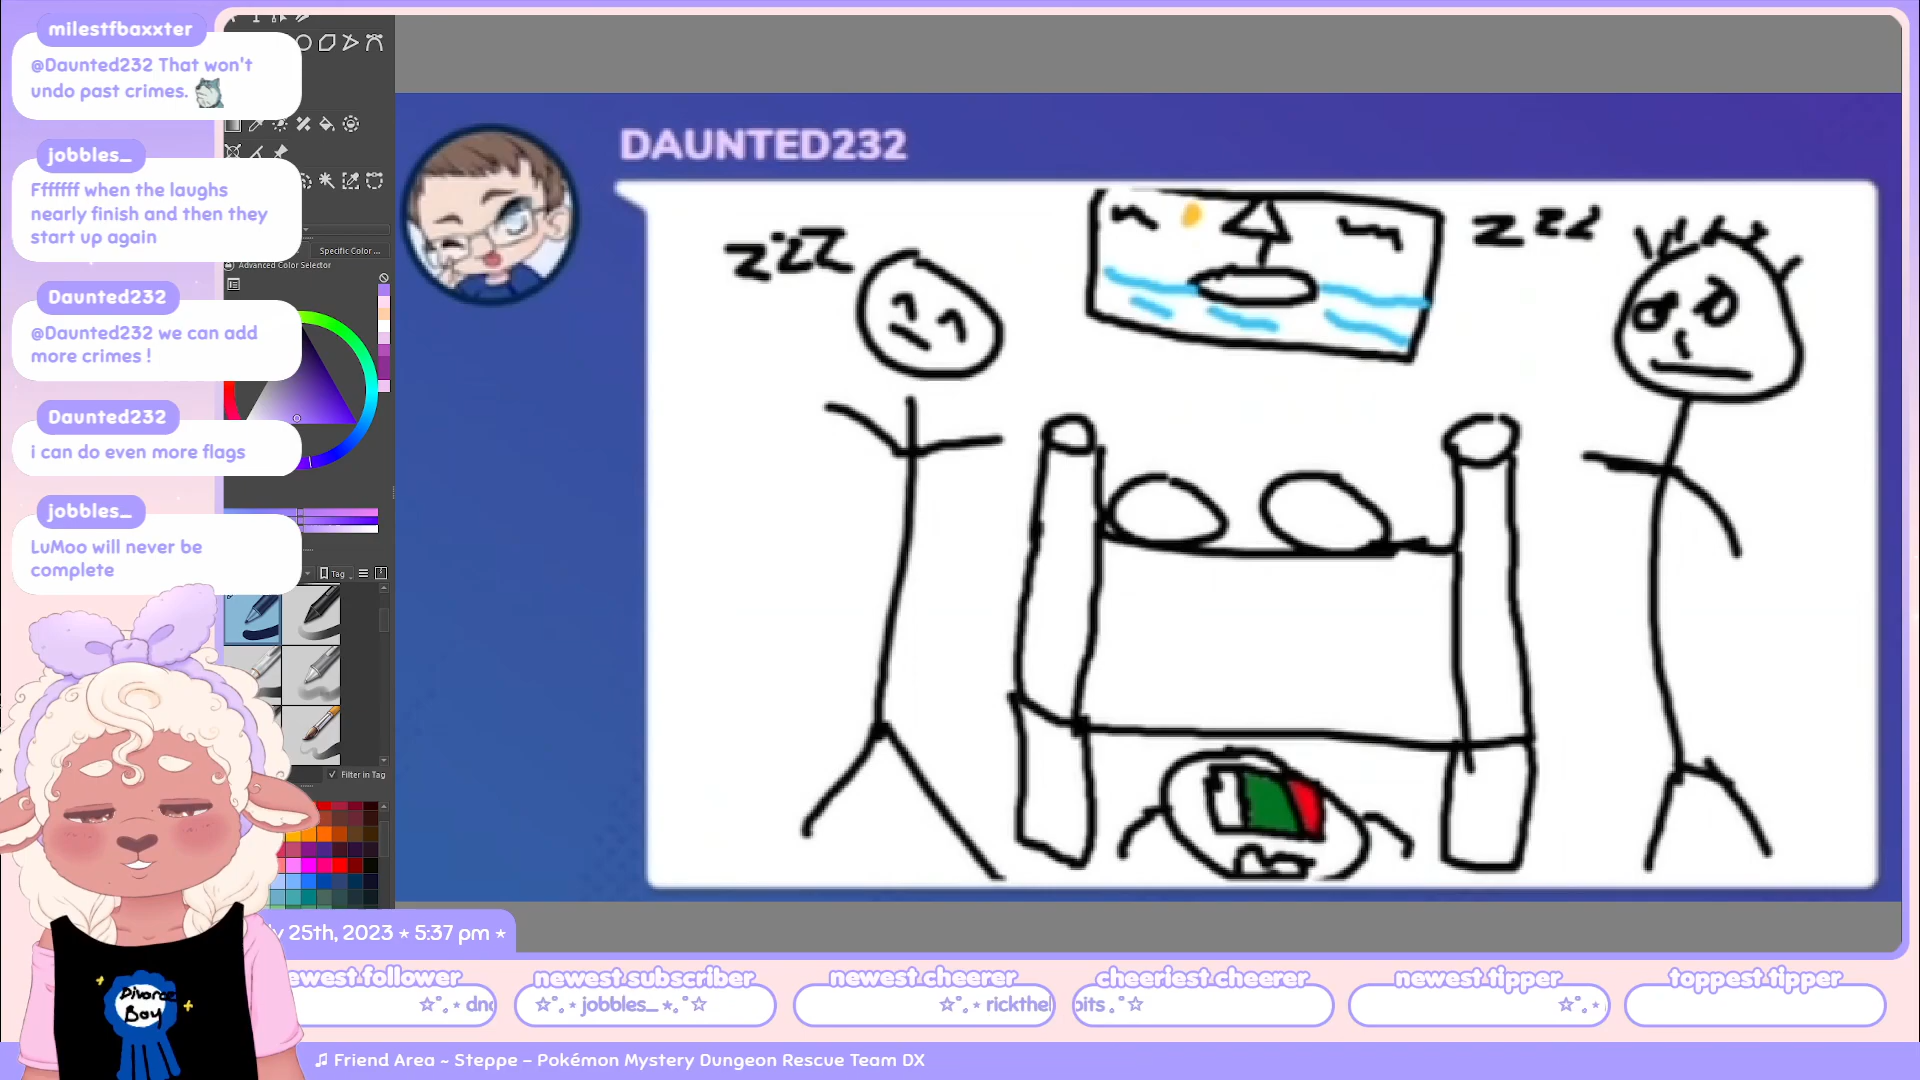 milestfbaxxter
@Daunted232 That won't
undo past crimes.
jobbles_
Fffffff when the laughs
nearly finish and then they
start up again
Daunted232
@Daunted232 we can add
more crimes !
Daunted232
i can do even more flags
jobbles_
LuMoo will never be
complete
Specific Color ...
Advanced Color Selector
Tag
Filter in Tag
DAUNTED232
zzzz
zzz
Divorce
Boy
25th, 2023 ⋆ 5:37 pm ⋆
ewest follower
newest subscriber
newest cheerer
cheeriest cheerer
newest tipper
toppest tipper
☆°｡⋆ dn
☆°｡⋆ jobbles_ ⋆｡°☆
☆°｡⋆ rickthe
bits ｡°☆
☆°｡⋆
♫ Friend Area ~ Steppe – Pokémon Mystery Dungeon Rescue Team DX